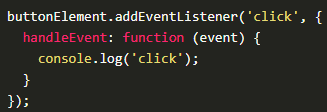 buttonElement.addEventListener('click', {
  handleEvent: function (event) {
    console.log('click');
  }
});